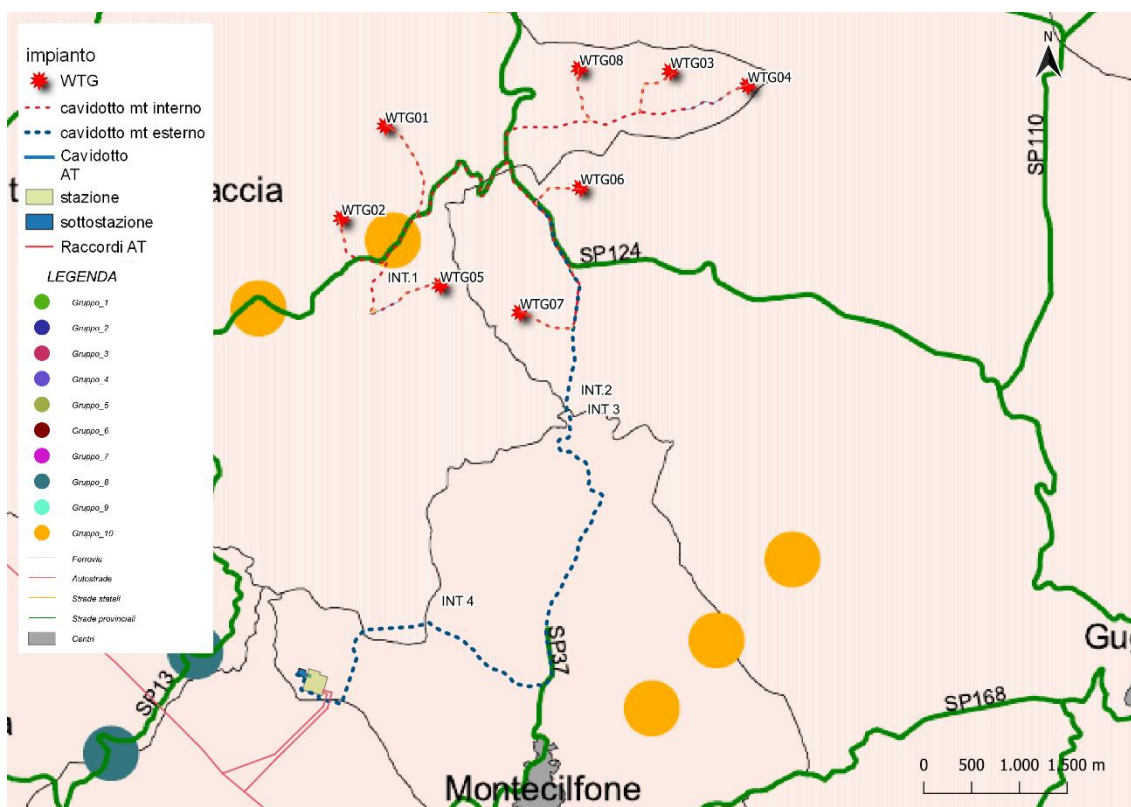 impianto
WTG
cavidotto mt interno
cavidotto mt esterno
Cavidotto
AT
stazione
sottostazione
Raccordi AT
LEGENDA
Gruppo_1
Gruppo_2
Gruppo_3
Gruppo_4
Gruppo_5
Gruppo_6
Gruppo_7
Gruppo_8
Gruppo_9
Gruppo_10
Ferrovie
Autostrade
Strade statali
Strade provinciali
Centri
N
WTG08
WTG03
WTG04
WTG01
SP110
WTG06
accia
WTG02
SP124
INT.1
WTG05
WTG07
INT.2
INT 3
INT 4
SP37
Gug
SP13
SP168
0 500 1.000 1.500 m
Montecilfone